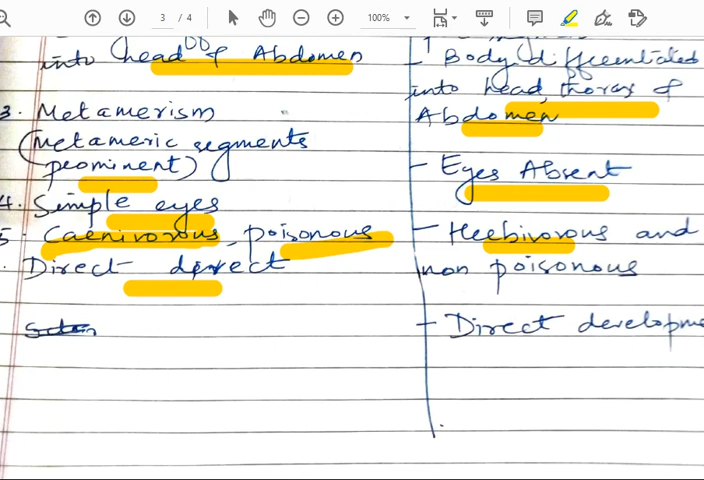 3 / 4
100%
into head & Abdomen
3. Metamerism
(Metameric segments
prominent)
4. Simple eyes
5. Carnivorous, poisonous
. Direct
- Body differentiated
into head, thorax &
Abdomen
- Eyes Absent
- Herbivorous and
non poisonous
- Direct developme